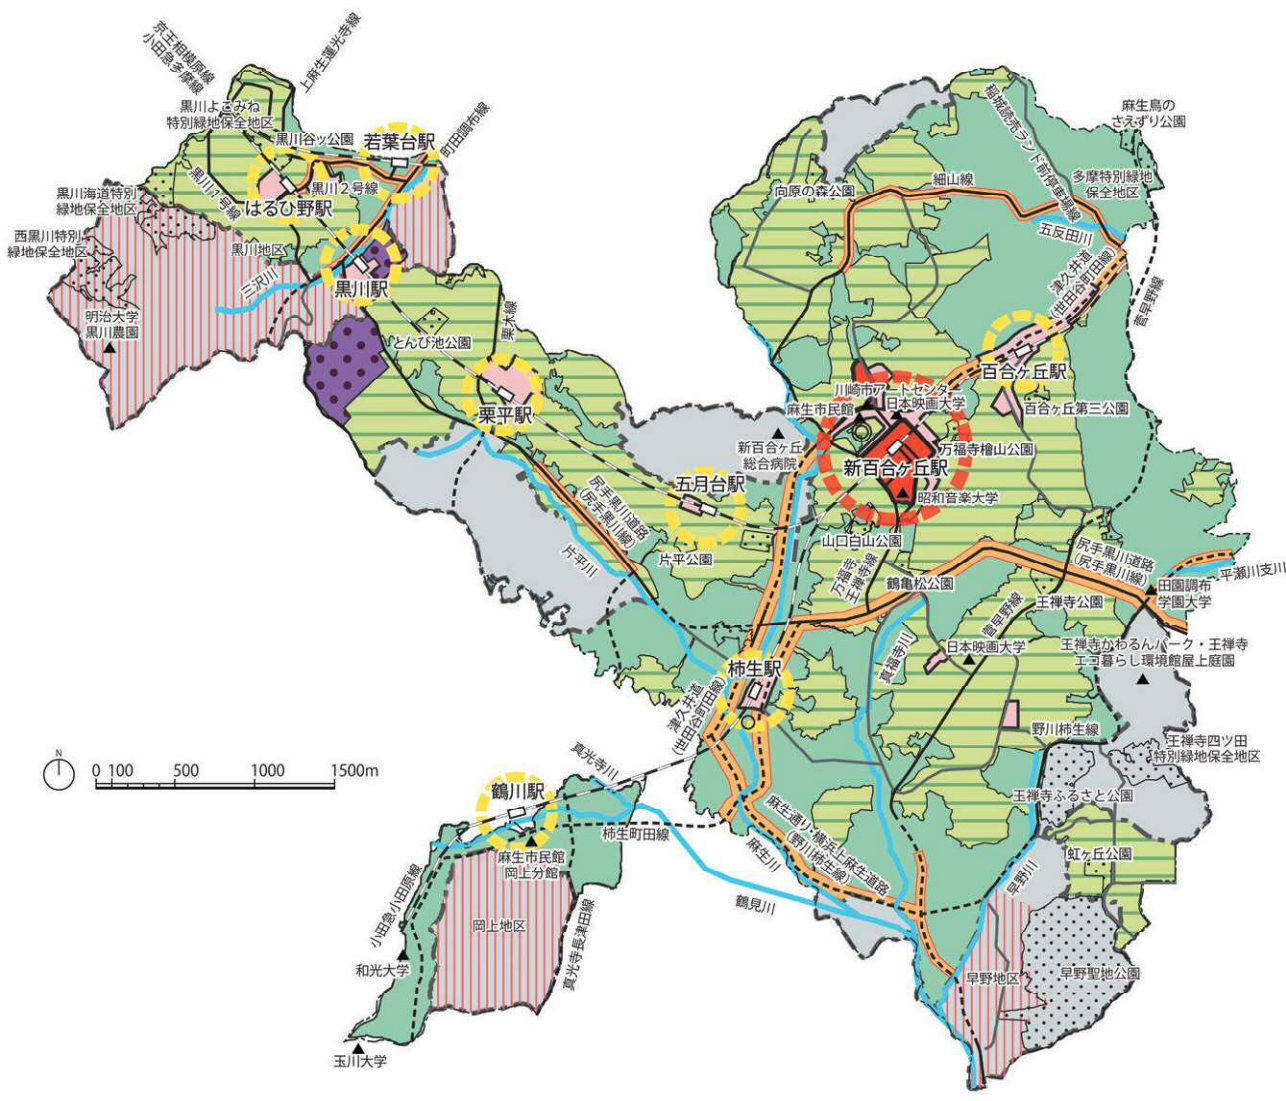 京王相模原線
小田急多摩線
上麻生蓮光寺線
黒川よこみね
特別緑地保全地区
黒川谷ッ公園
若葉台駅
町田調布線
黒川海道特別
緑地保全地区
黒川1号線
はるひ野駅
黒川2号線
西黒川特別
緑地保全地区
黒川地区
三沢川
黒川駅
明治大学
黒川農園
とんび池公園
栗木線
栗平駅
稲城読売ランド前停車場線
麻生鳥の
さえずり公園
向原の森公園
細山線
多摩特別緑地
保全地区
五反田川
津久井道
(世田谷町田線)
菅早野線
百合ヶ丘駅
川崎市アートセンター
日本映画大学
麻生市民館
百合ヶ丘第三公園
新百合ヶ丘
総合病院
万福寺檜山公園
新百合ヶ丘駅
昭和音楽大学
五月台駅
尻手黒川道路
(尻手黒川線)
片平川
片平公園
山口白山公園
万福寺
王禅寺線
鶴亀松公園
尻手黒川道路
(尻手黒川線)
平瀬川支川
田園調布
学園大学
王禅寺公園
菅早野線
日本映画大学
真福寺川
王禅寺かわるんパーク・王禅寺
エコ暮らし環境館屋上庭園
柿生駅
津久井道
(世田谷町田線)
野川柿生線
王禅寺四ツ田
特別緑地保全地区
N
0 100 500 1000 1500m
真光寺川
鶴川駅
王禅寺ふるさと公園
柿生町田線
麻生通り・横浜上麻生道路
(野川柿生線)
麻生川
虹ヶ丘公園
麻生市民館
岡上分館
早野川
鶴見川
小田急小田原線
岡上地区
真光寺長津田線
和光大学
早野地区
早野聖地公園
玉川大学